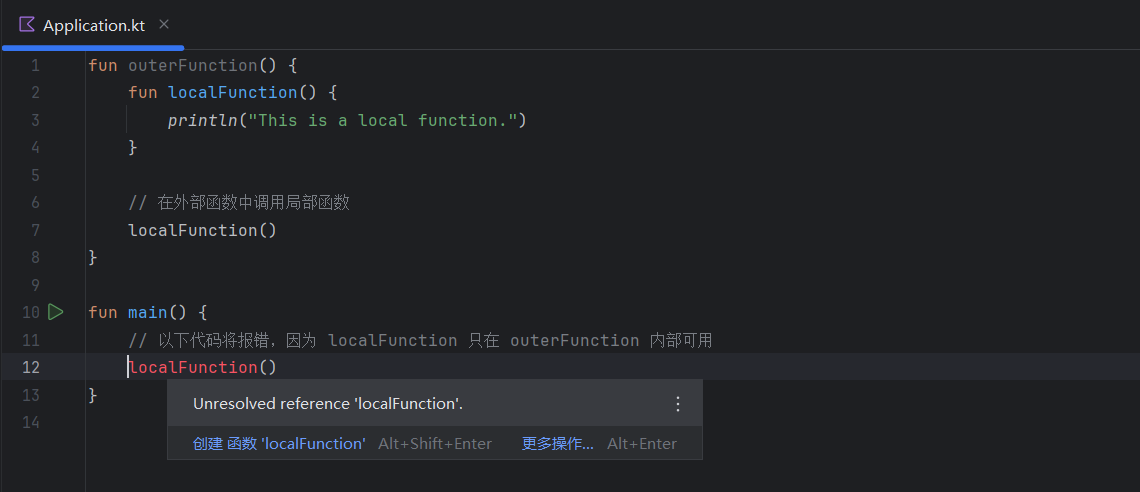 Application.kt
1 fun outerFunction() {
2     fun localFunction() {
3         println("This is a local function.")
4     }
5
6     // 在外部函数中调用局部函数
7     localFunction()
8 }
9
10 fun main() {
11     // 以下代码将报错，因为 localFunction 只在 outerFunction 内部可用
12     localFunction()
13 }
14
Unresolved reference 'localFunction'.
创建 函数 'localFunction' Alt+Shift+Enter 更多操作... Alt+Enter